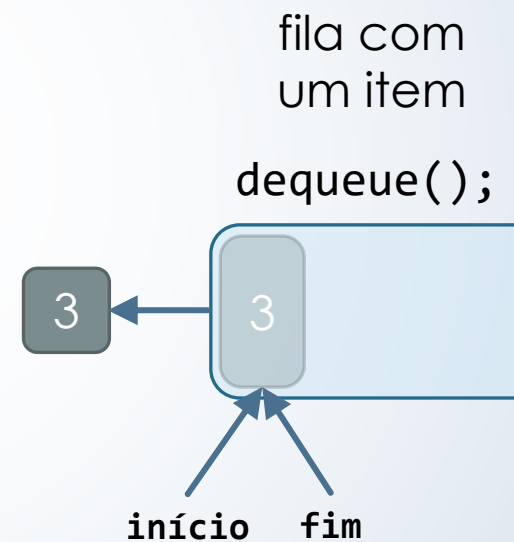 fila com
um item
dequeue();
3 3
início fim